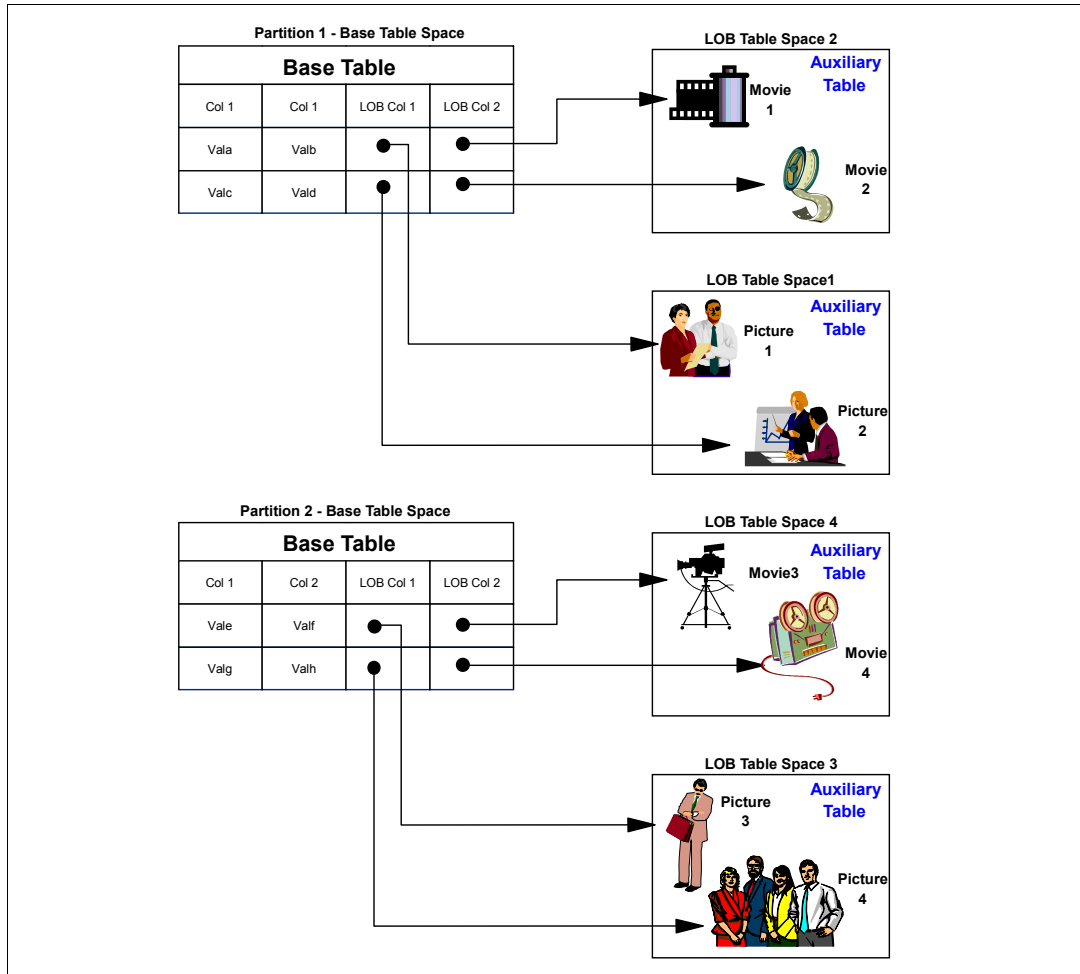 Partition 1 - Base Table Space
Base Table
Col 1 Col 1 LOB Col 1 LOB Col 2
Vala Valb
Valc Vald
LOB Table Space 2
Auxiliary
Table
Movie
1
Movie
2
LOB Table Space1
Auxiliary
Table
Picture
1
Picture
2
Partition 2 - Base Table Space
Base Table
Col 1 Col 2 LOB Col 1 LOB Col 2
Vale Valf
Valg Valh
LOB Table Space 4
Auxiliary
Table
Movie3
Movie
4
LOB Table Space 3
Auxiliary
Table
Picture
3
Picture
4